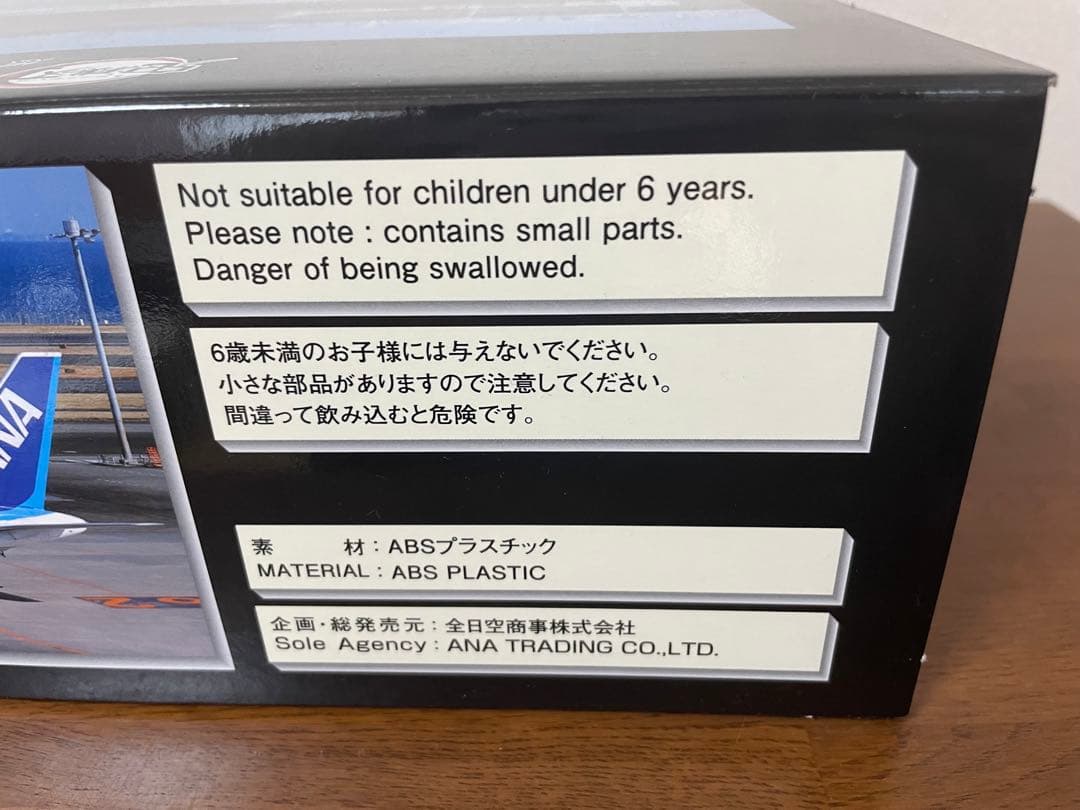 Not suitable for children under 6 years.
Please note : contains small parts.
Danger of being swallowed.
6歳未満のお子様には与えないでください。
小さな部品がありますので注意してください。
間違って飲み込むと危険です。
素　　　材：ABSプラスチック
MATERIAL : ABS PLASTIC
企画・総発売元：全日空商事株式会社
Sole Agency : ANA TRADING CO.,LTD.
ANA